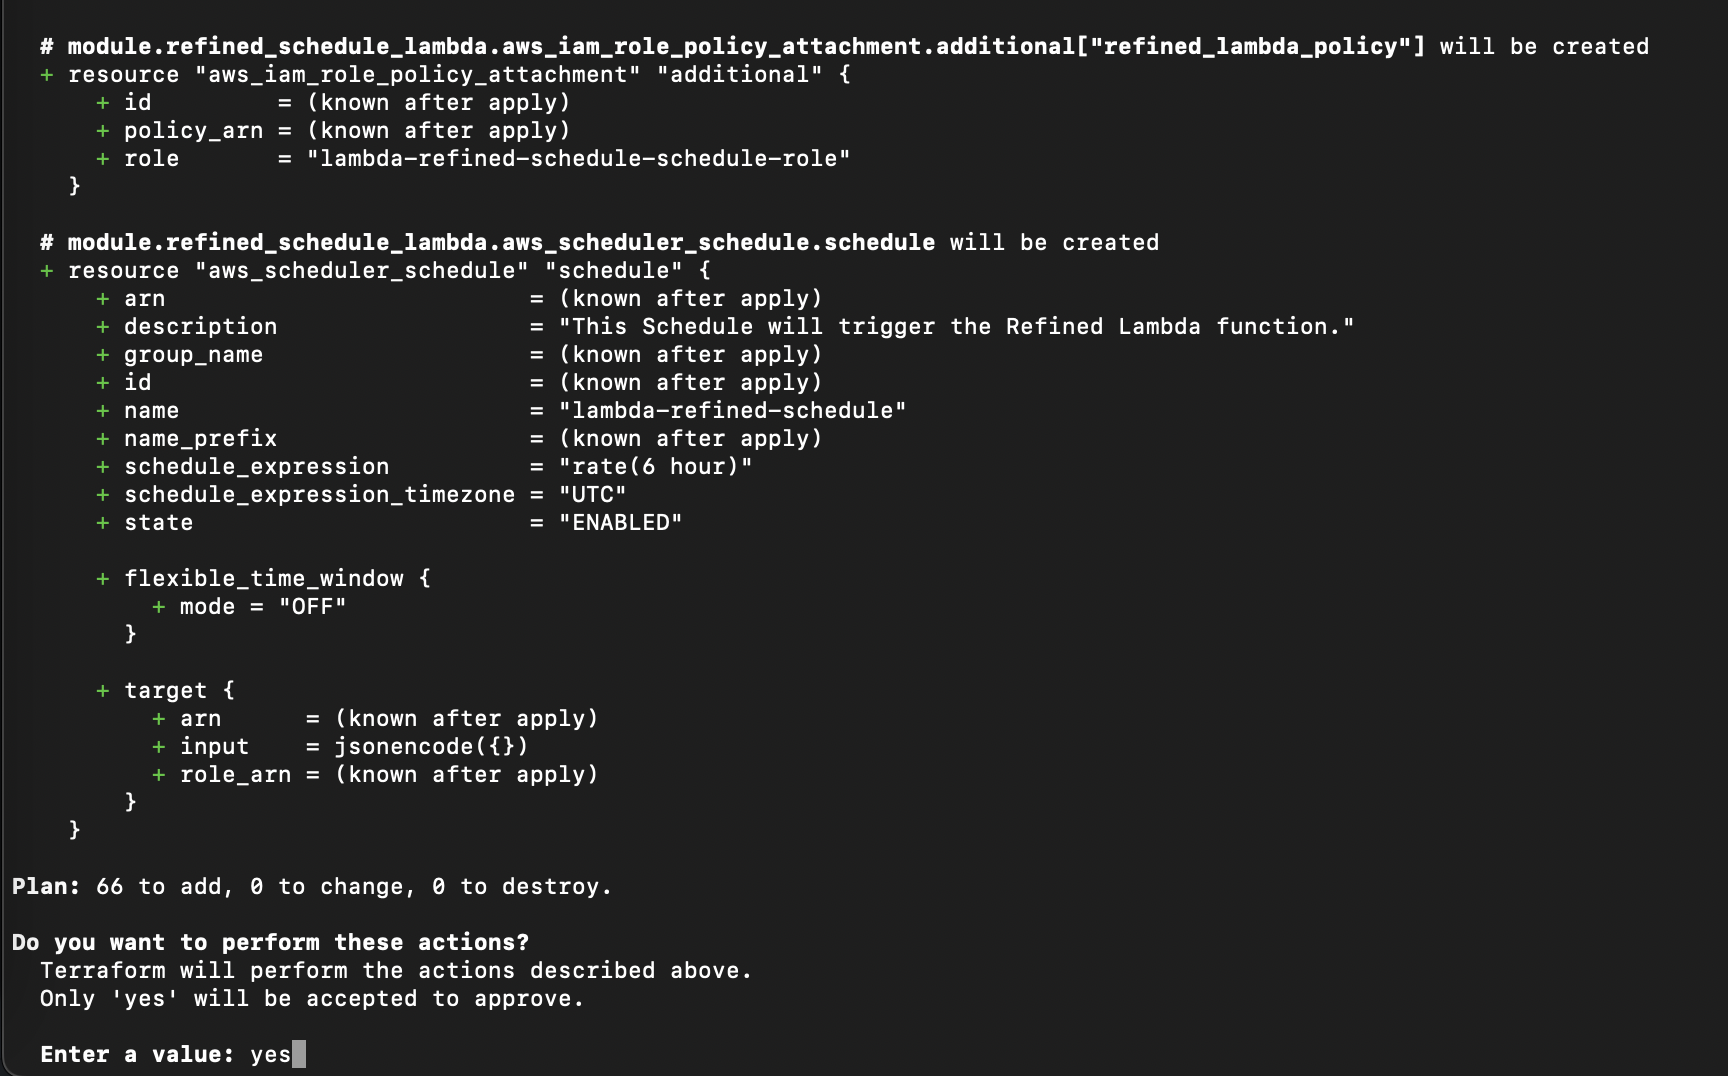 # module.refined_schedule_lambda.aws_iam_role_policy_attachment.additional["refined_lambda_policy"] will be created
+ resource "aws_iam_role_policy_attachment" "additional" {
+ id = (known after apply)
+ policy_arn = (known after apply)
+ role = "lambda-refined-schedule-schedule-role"
}
# module.refined_schedule_lambda.aws_scheduler_schedule.schedule will be created
+ resource "aws_scheduler_schedule" "schedule" {
+ arn = (known after apply)
+ description = "This Schedule will trigger the Refined Lambda function."
+ group_name = (known after apply)
+ id = (known after apply)
+ name = "lambda-refined-schedule"
+ name_prefix = (known after apply)
+ schedule_expression = "rate(6 hour)"
+ schedule_expression_timezone = "UTC"
+ state = "ENABLED"
+ flexible_time_window {
+ mode = "OFF"
}
+ target {
+ arn = (known after apply)
+ input = jsonencode({})
+ role_arn = (known after apply)
}
}
Plan: 66 to add, 0 to change, 0 to destroy.
Do you want to perform these actions?
Terraform will perform the actions described above.
Only 'yes' will be accepted to approve.
Enter a value: yes